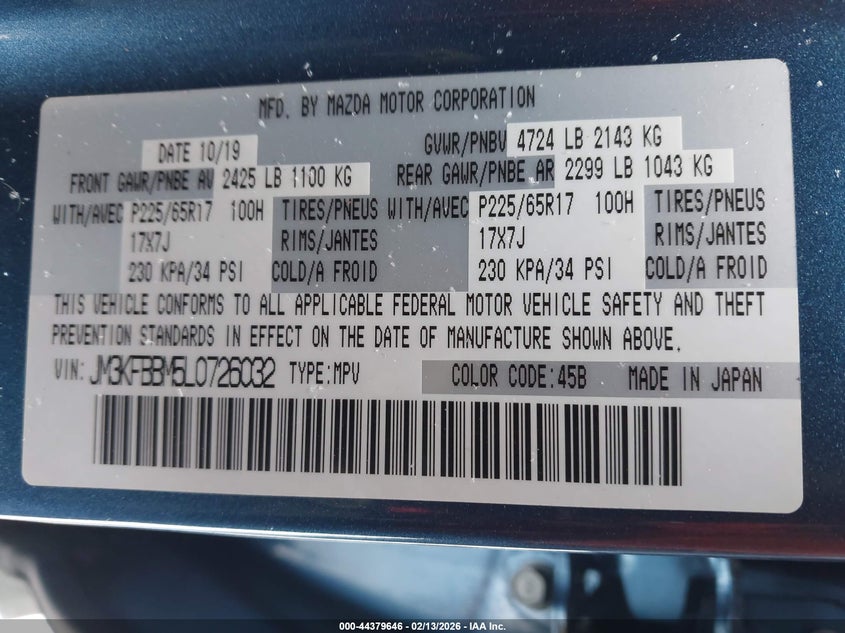 MFD. BY MAZDA MOTOR CORPORATION
DATE 10/19 GVWR/PNBV 4724 LB 2143 KG
FRONT GAWR/PNBE AV 2425 LB 1100 KG REAR GAWR/PNBE AR 2299 LB 1043 KG
WITH/AVEC P225/65R17 100H TIRES/PNEUS WITH/AVEC P225/65R17 100H TIRES/PNEUS
17X7J RIMS/JANTES 17X7J RIMS/JANTES
230 KPA/34 PSI COLD/A FROID 230 KPA/34 PSI COLD/A FROID
THIS VEHICLE CONFORMS TO ALL APPLICABLE FEDERAL MOTOR VEHICLE SAFETY AND THEFT
PREVENTION STANDARDS IN EFFECT ON THE DATE OF MANUFACTURE SHOWN ABOVE.
VIN: JM3KFBBM5L0726032 TYPE:MPV COLOR CODE:45B MADE IN JAPAN
000-44379646 - 02/13/2026 - IAA Inc.